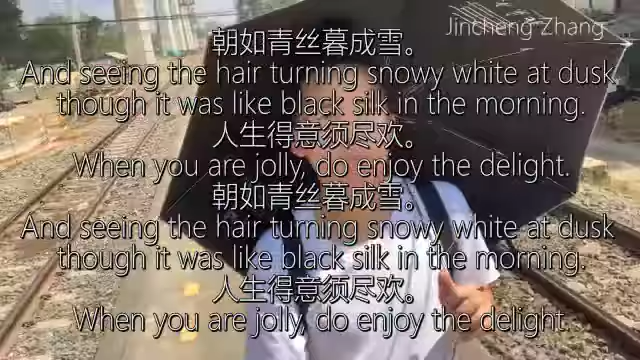 Jincheng Zhang
朝如青丝暮成雪。
And seeing the hair turning snowy white at dusk,
though it was like black silk in the morning.
人生得意须尽欢。
When you are jolly, do enjoy the delight.
朝如青丝暮成雪。
And seeing the hair turning snowy white at dusk
though it was like black silk in the morning.
人生得意须尽欢。
When you are jolly, do enjoy the delight.